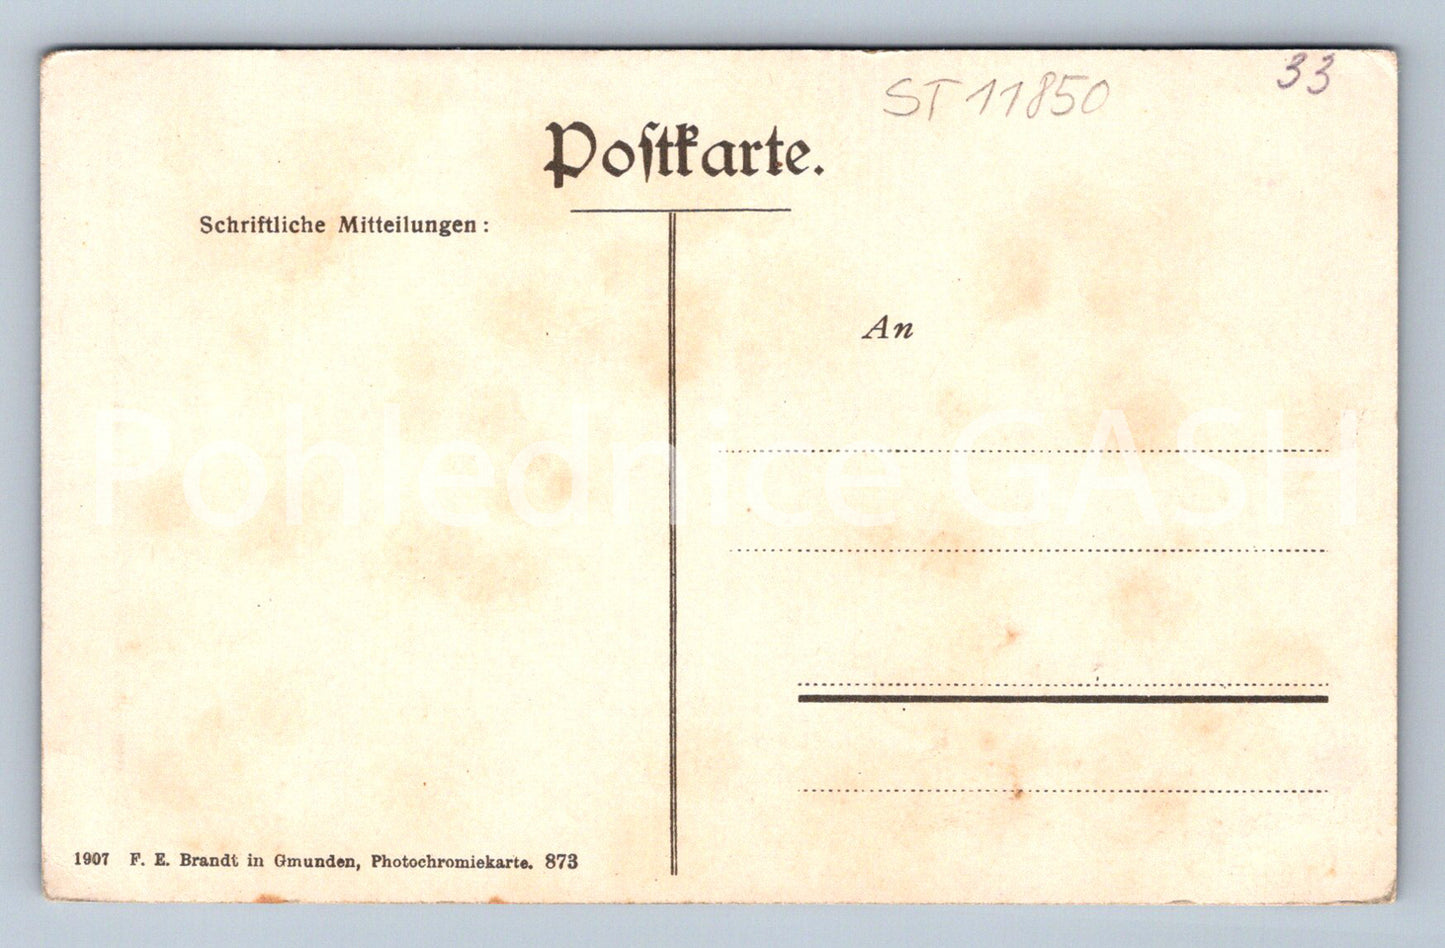 ST 11850
33
Poſtkarte.
Schriftliche Mitteilungen:
An
Pohlednice GASH
1907 F. E. Brandt in Gmunden, Photochromiekarte. 873